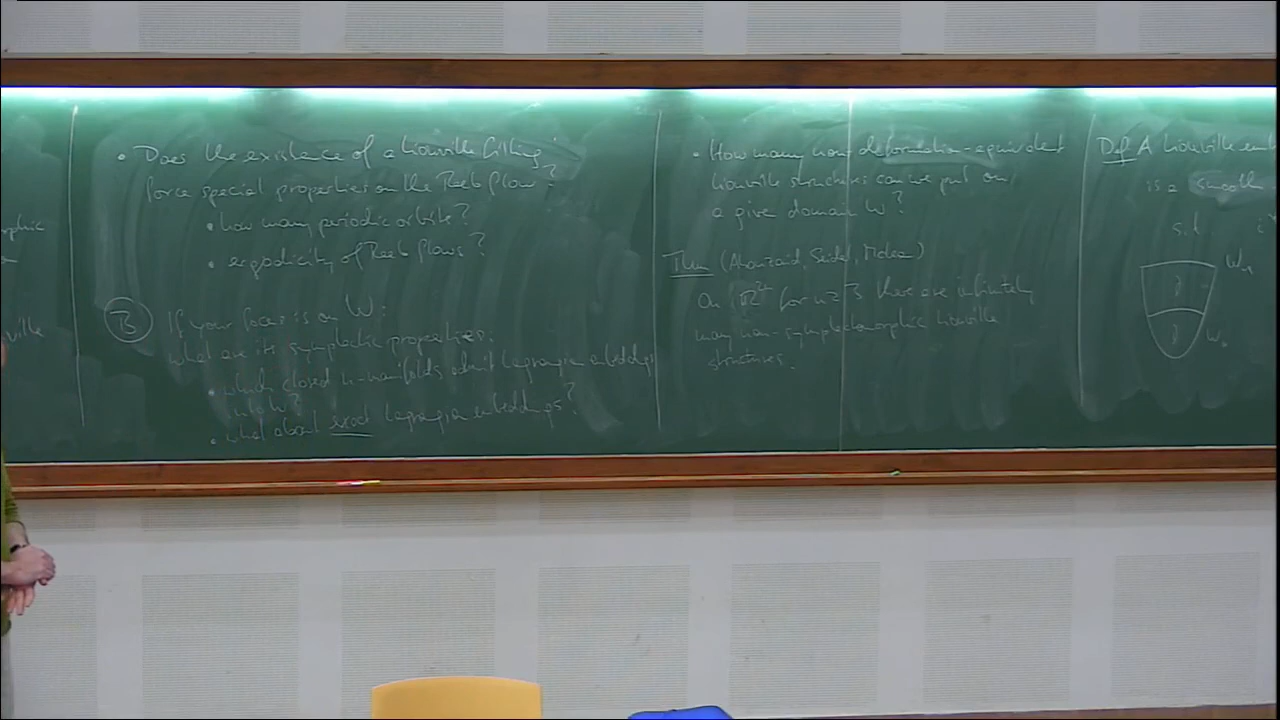 • Does the existence of a Liouville filling
force special properties on the Reeb flow?
• how many periodic orbits?
• ergodicity of Reeb flows?
B If your focus is on W:
what are its symplectic properties.
• which closed n-manifolds admit Lagrangian embeddings
into W?
• what about exact Lagrangian embeddings?
• How many non deformation-equivalent
Liouville structures can we put on
a give domain W?
Thm (Abouzaid, Seidel, McLean)
On ℝ²ⁿ for n ≥ 3 there are infinitely
many non-symplectomorphic Liouville
structures.
Def A Liouville
is a smooth
s.t
W₁
W₀